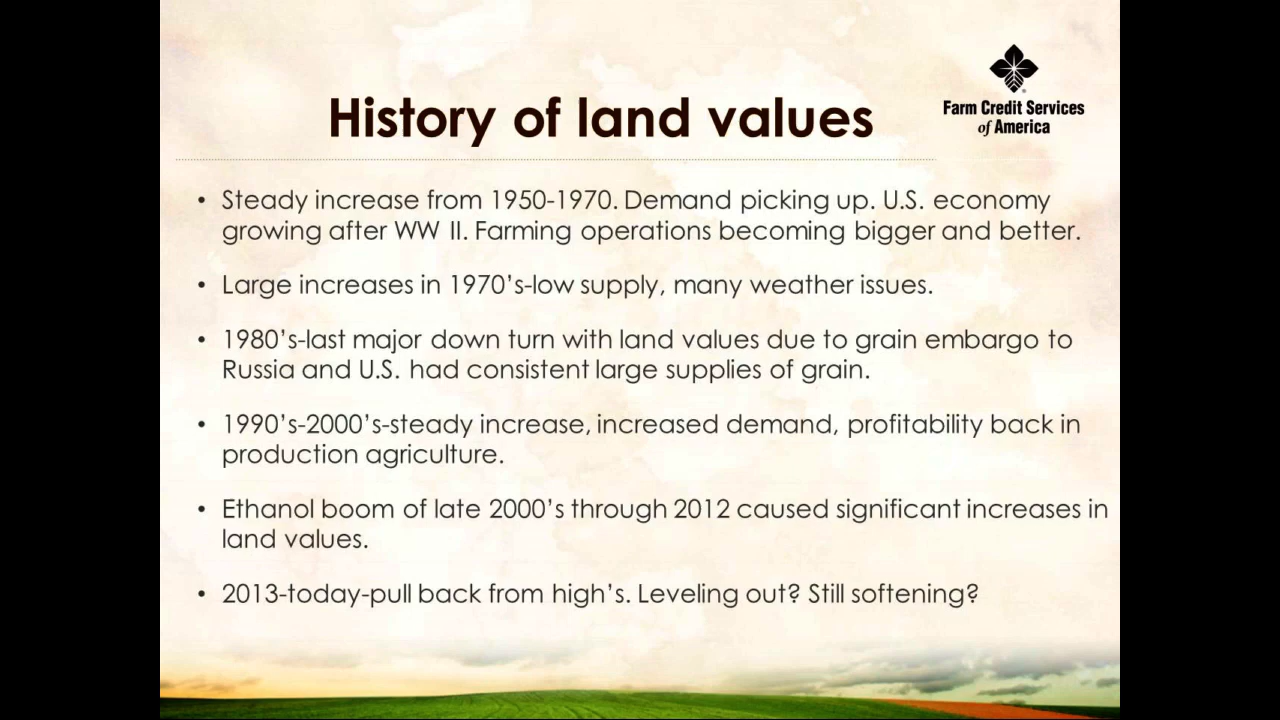 History of land values
Farm Credit Services
of America
• Steady increase from 1950-1970. Demand picking up. U.S. economy
growing after WW II. Farming operations becoming bigger and better.
• Large increases in 1970's-low supply, many weather issues.
• 1980's-last major down turn with land values due to grain embargo to
Russia and U.S. had consistent large supplies of grain.
• 1990's-2000's-steady increase, increased demand, profitability back in
production agriculture.
• Ethanol boom of late 2000's through 2012 caused significant increases in
land values.
• 2013-today-pull back from high's. Leveling out? Still softening?